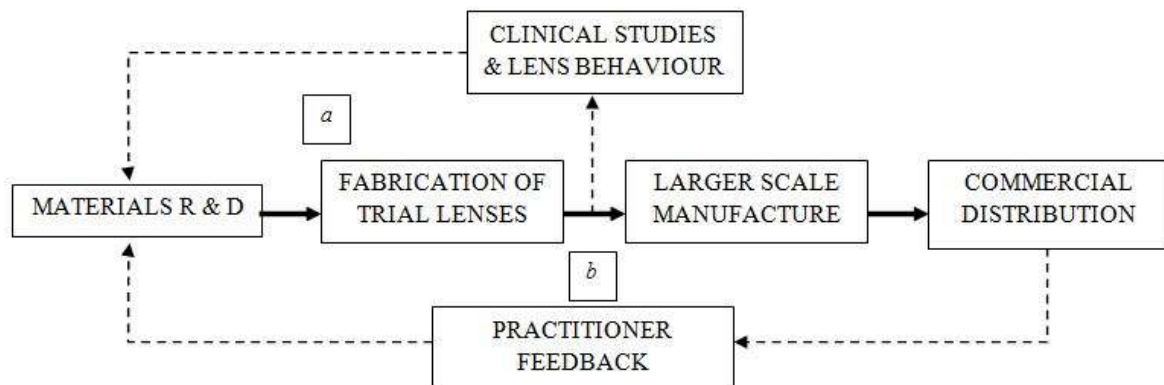 CLINICAL STUDIES
& LENS BEHAVIOUR
a
MATERIALS R & D
FABRICATION OF
TRIAL LENSES
LARGER SCALE
MANUFACTURE
COMMERCIAL
DISTRIBUTION
b
PRACTITIONER
FEEDBACK